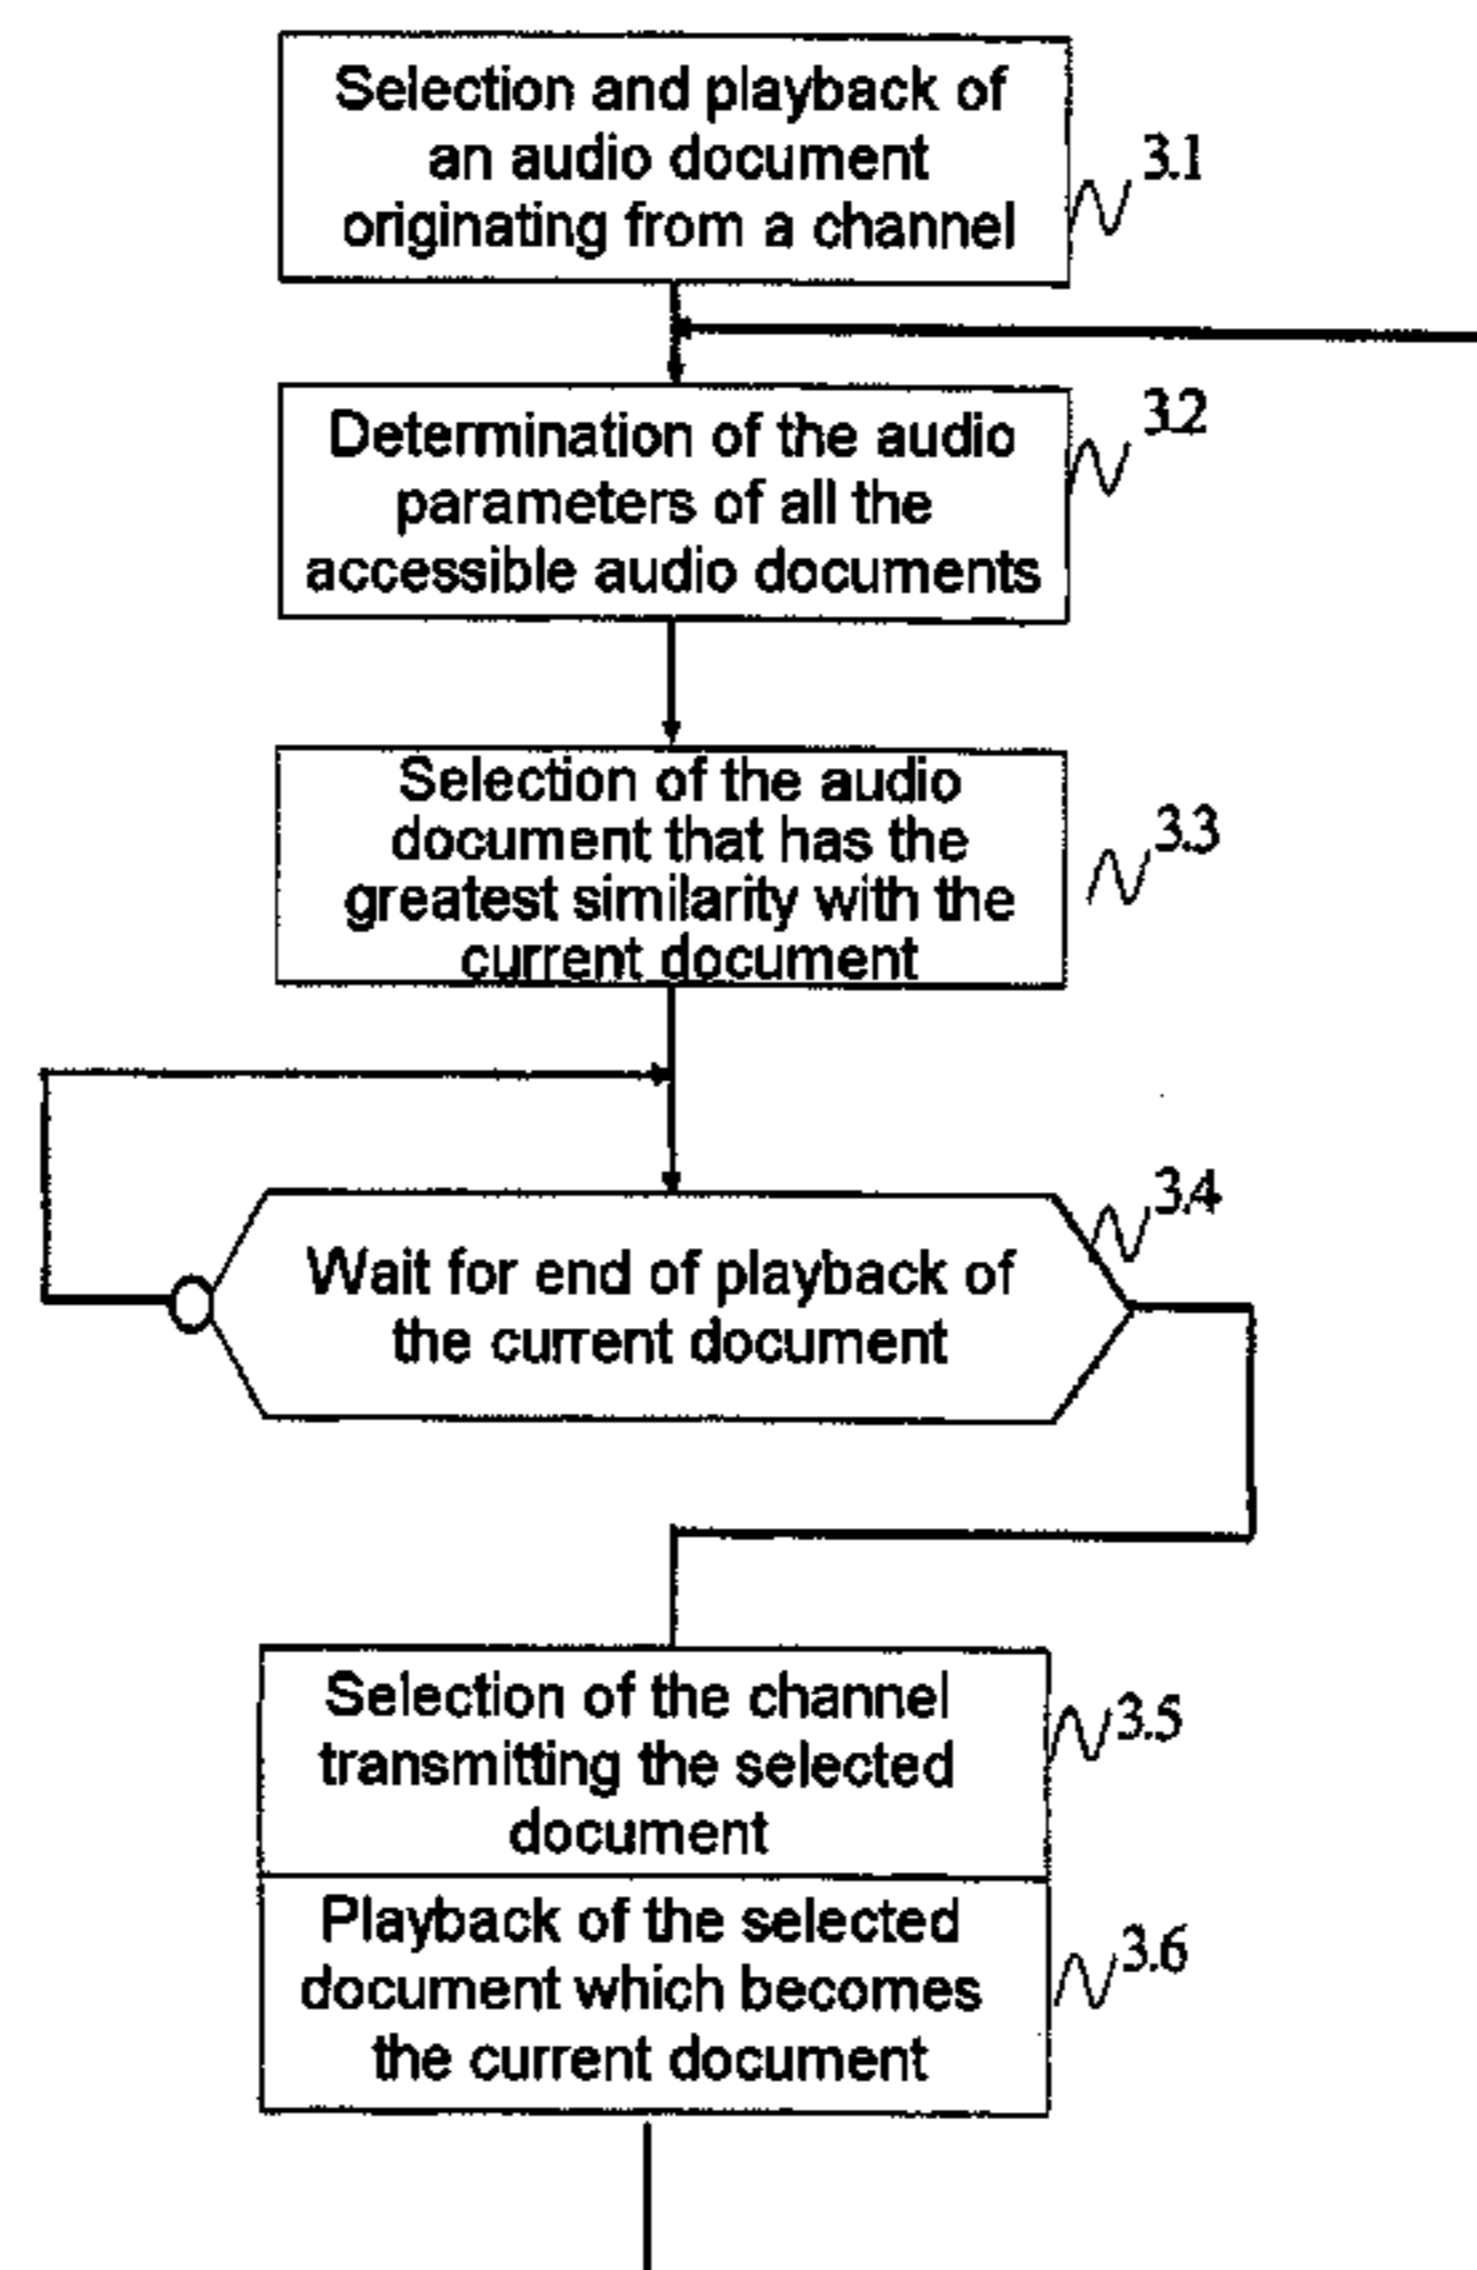 Selection and playback of
an audio document
originating from a channel
3.1
Determination of the audio
parameters of all the
accessible audio documents
3.2
Selection of the audio
document that has the
greatest similarity with the
current document
3.3
Wait for end of playback of
the current document
3.4
Selection of the channel
transmitting the selected
document
3.5
Playback of the selected
document which becomes
the current document
3.6